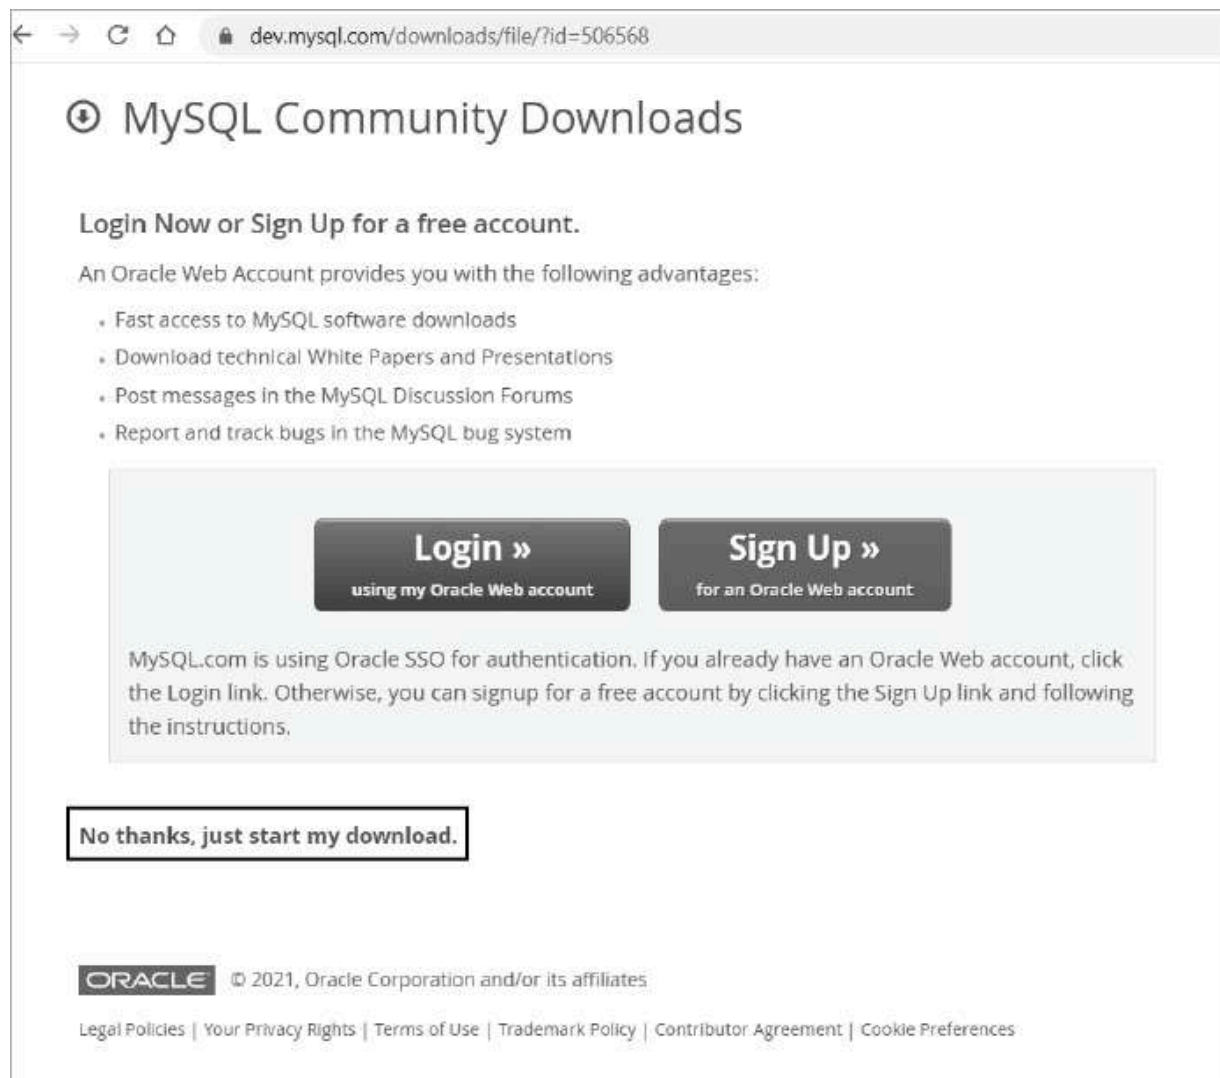 dev.mysql.com/downloads/file/?id=506568
MySQL Community Downloads
Login Now or Sign Up for a free account.
An Oracle Web Account provides you with the following advantages:
• Fast access to MySQL software downloads
• Download technical White Papers and Presentations
• Post messages in the MySQL Discussion Forums
• Report and track bugs in the MySQL bug system
Login »
using my Oracle Web account
Sign Up »
for an Oracle Web account
MySQL.com is using Oracle SSO for authentication. If you already have an Oracle Web account, click
the Login link. Otherwise, you can signup for a free account by clicking the Sign Up link and following
the instructions.
No thanks, just start my download.
ORACLE © 2021, Oracle Corporation and/or its affiliates
Legal Policies | Your Privacy Rights | Terms of Use | Trademark Policy | Contributor Agreement | Cookie Preferences